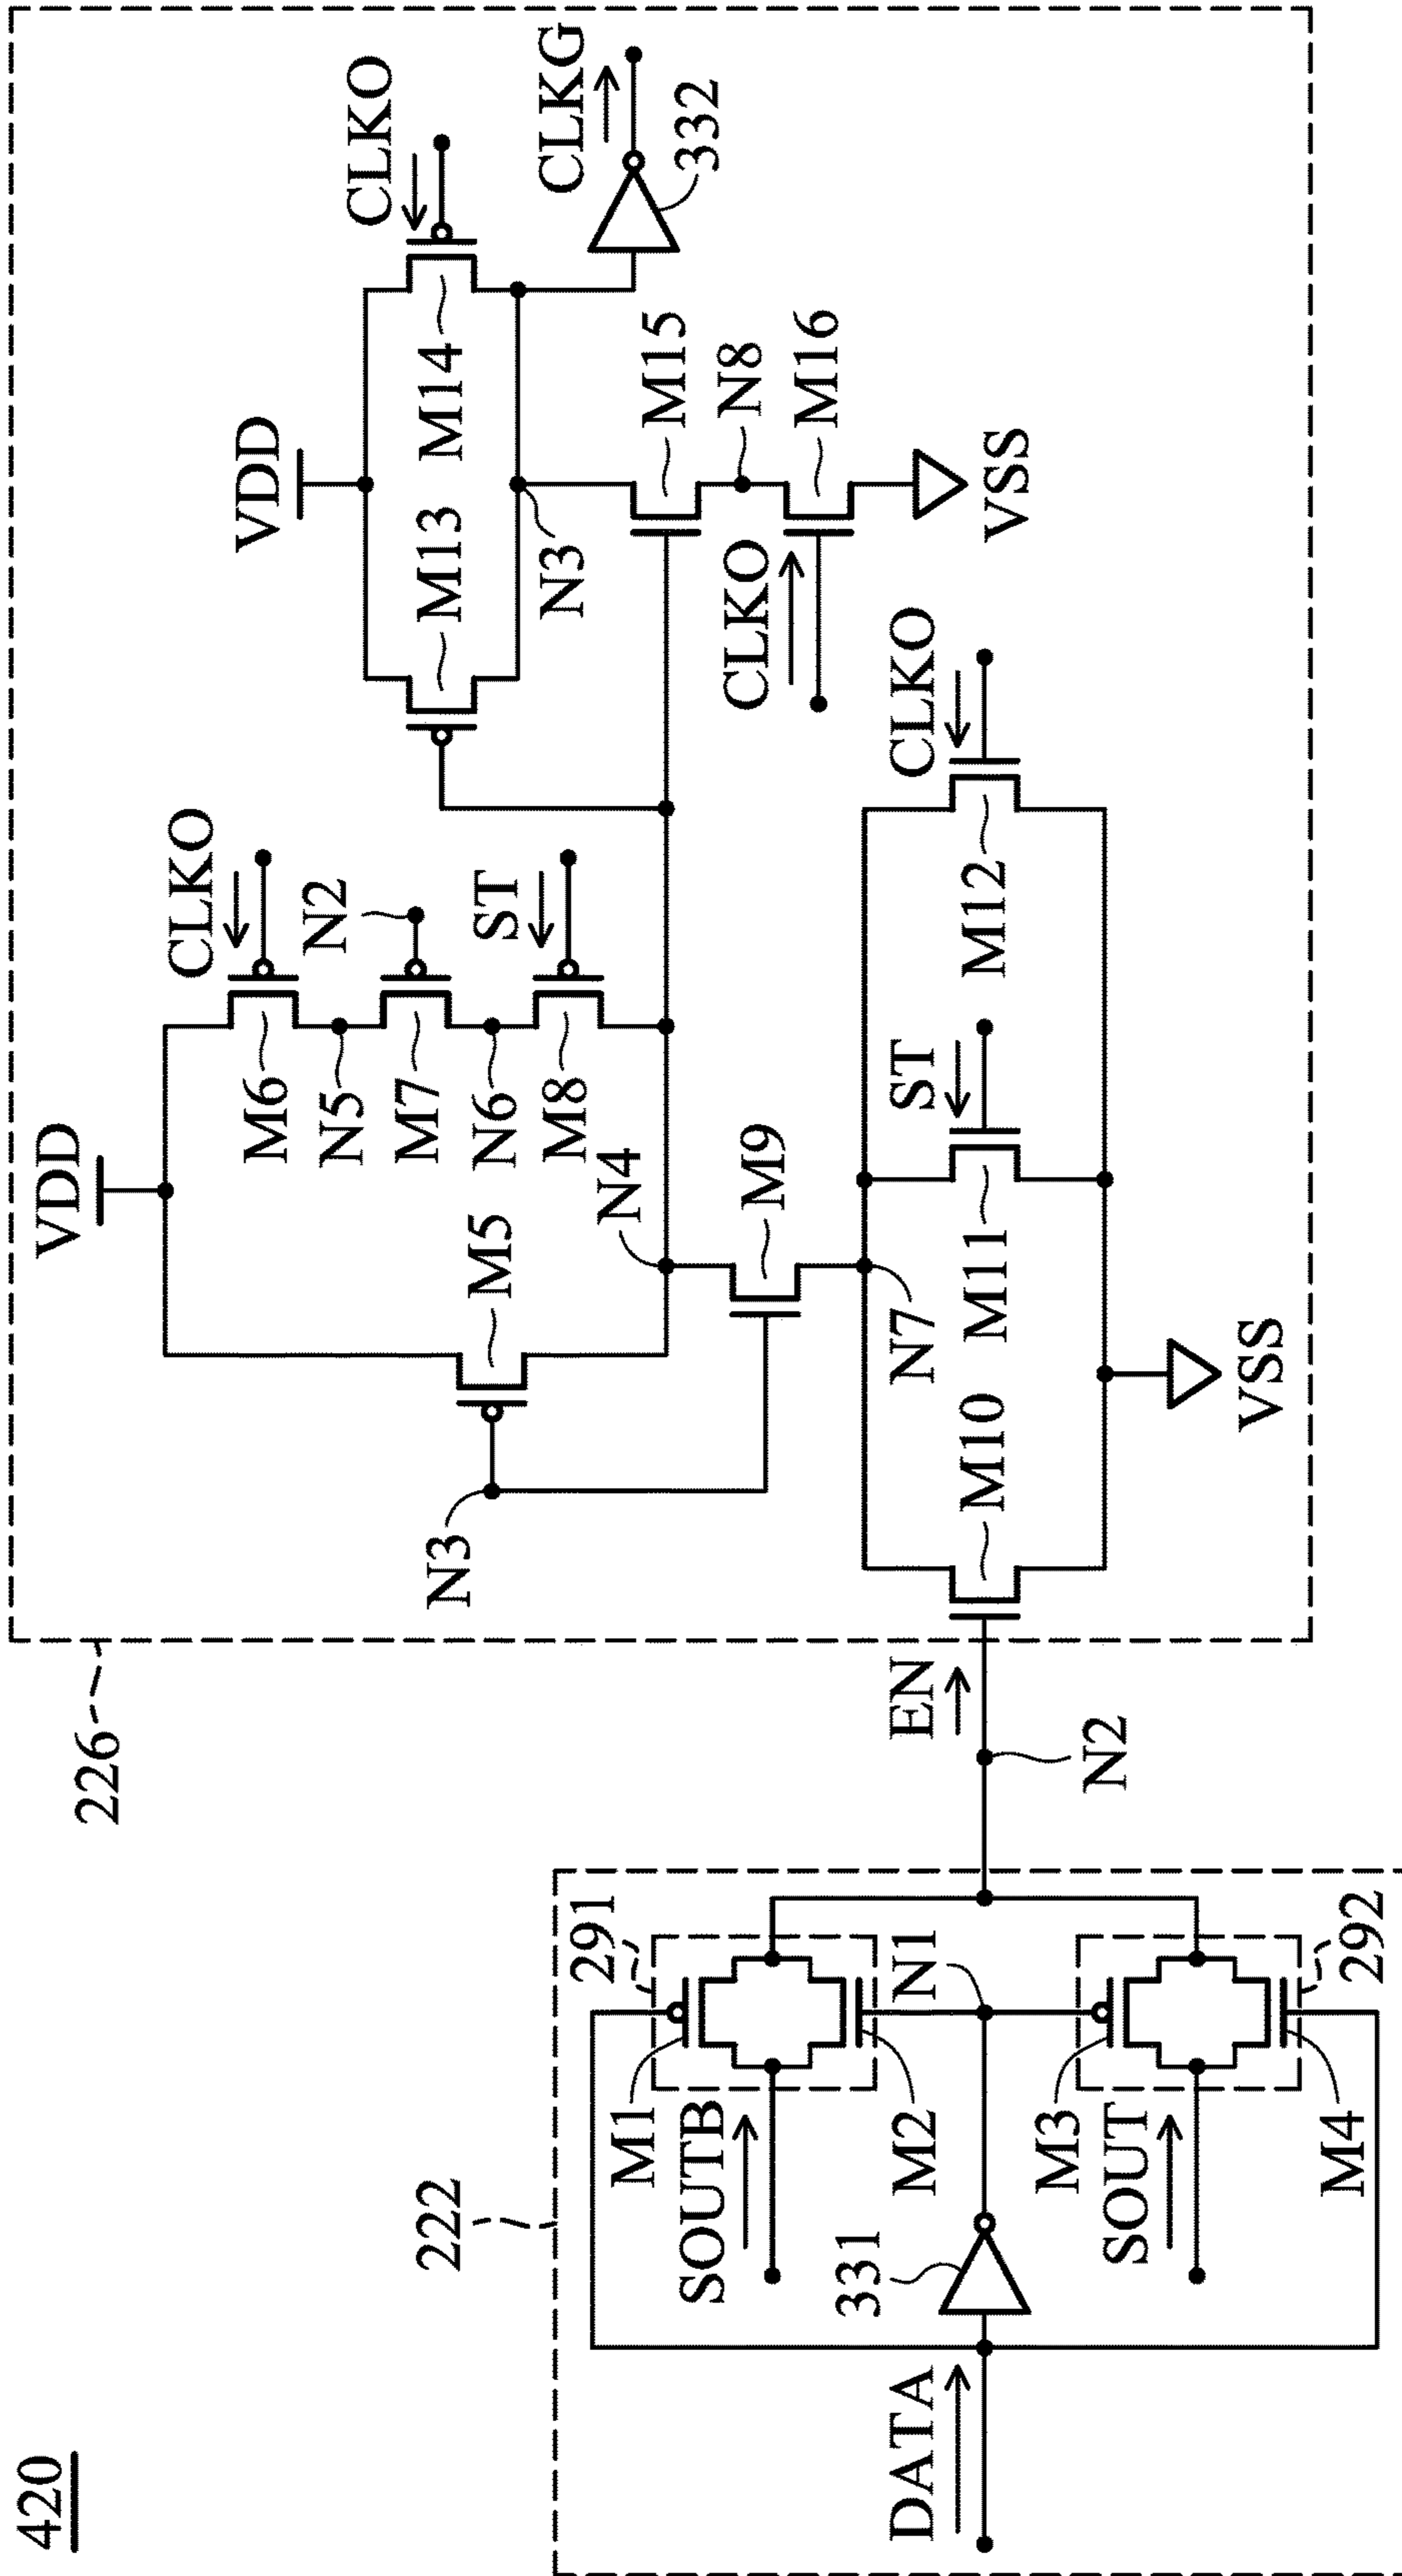 420
222
226
DATA
331
M1
291
SOUTB
M2
N1
M3
SOUT
M4
292
EN
N2
VDD
M5
N3
CLKO
M6
N5
N2
M7
N6
ST
M8
N4
M9
N7
M10
ST
M11
CLKO
M12
VSS
VDD
M13
M14
CLKO
N3
CLKG
332
M15
N8
CLKO
M16
VSS